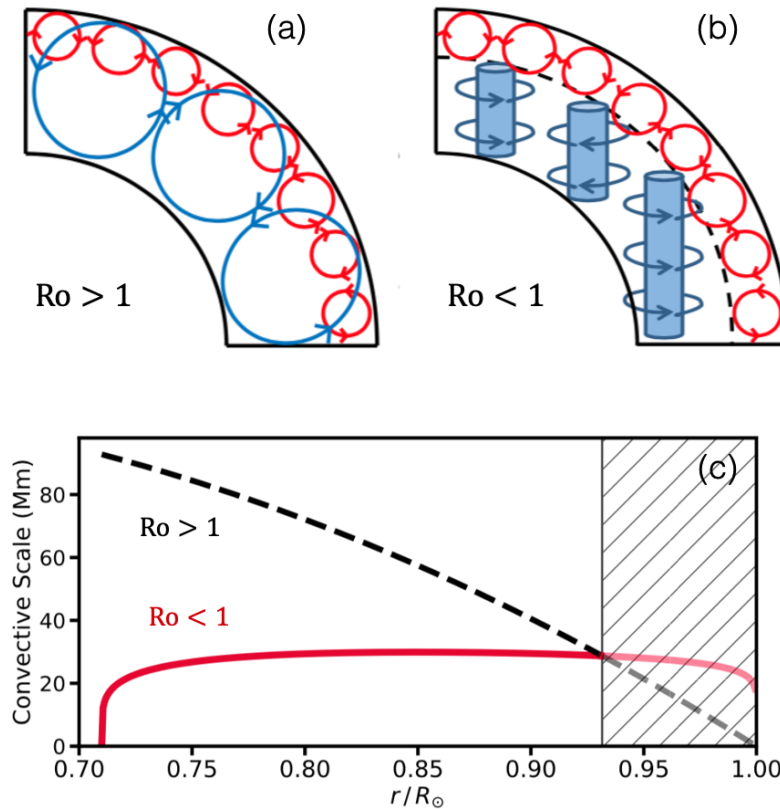 (a)
(b)
Ro > 1
Ro < 1
(c)
Convective Scale (Mm)
80
60
40
20
0
Ro > 1
Ro < 1
0.70 0.75 0.80 0.85 0.90 0.95 1.00
r/R⊙